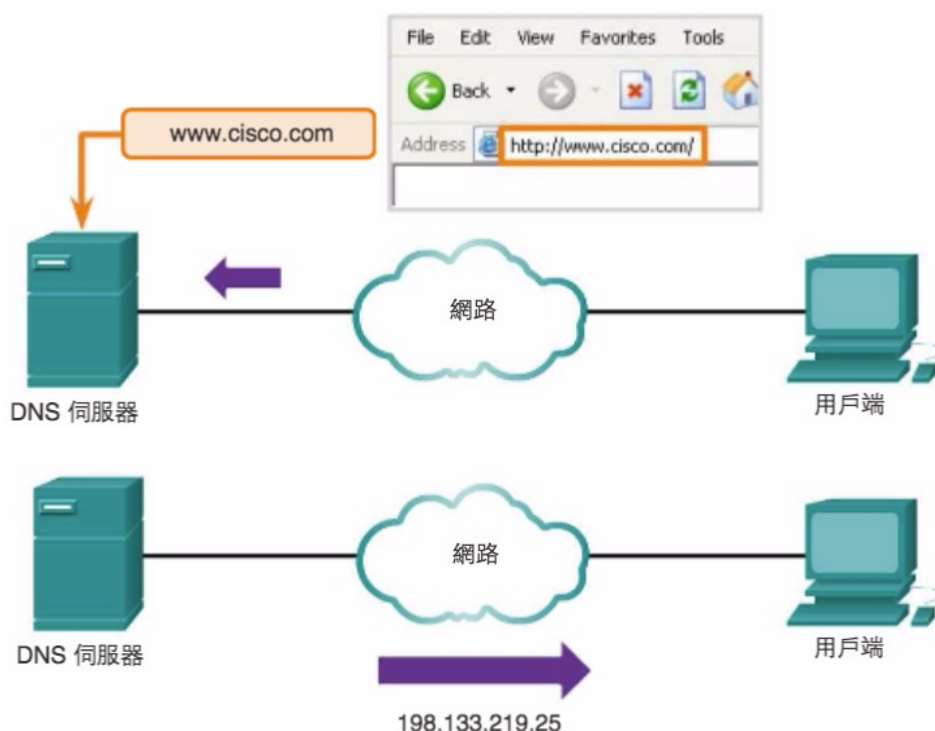 File Edit View Favorites Tools
Back
www.cisco.com
Address http://www.cisco.com/
網路
DNS 伺服器
用戶端
網路
DNS 伺服器
用戶端
198.133.219.25